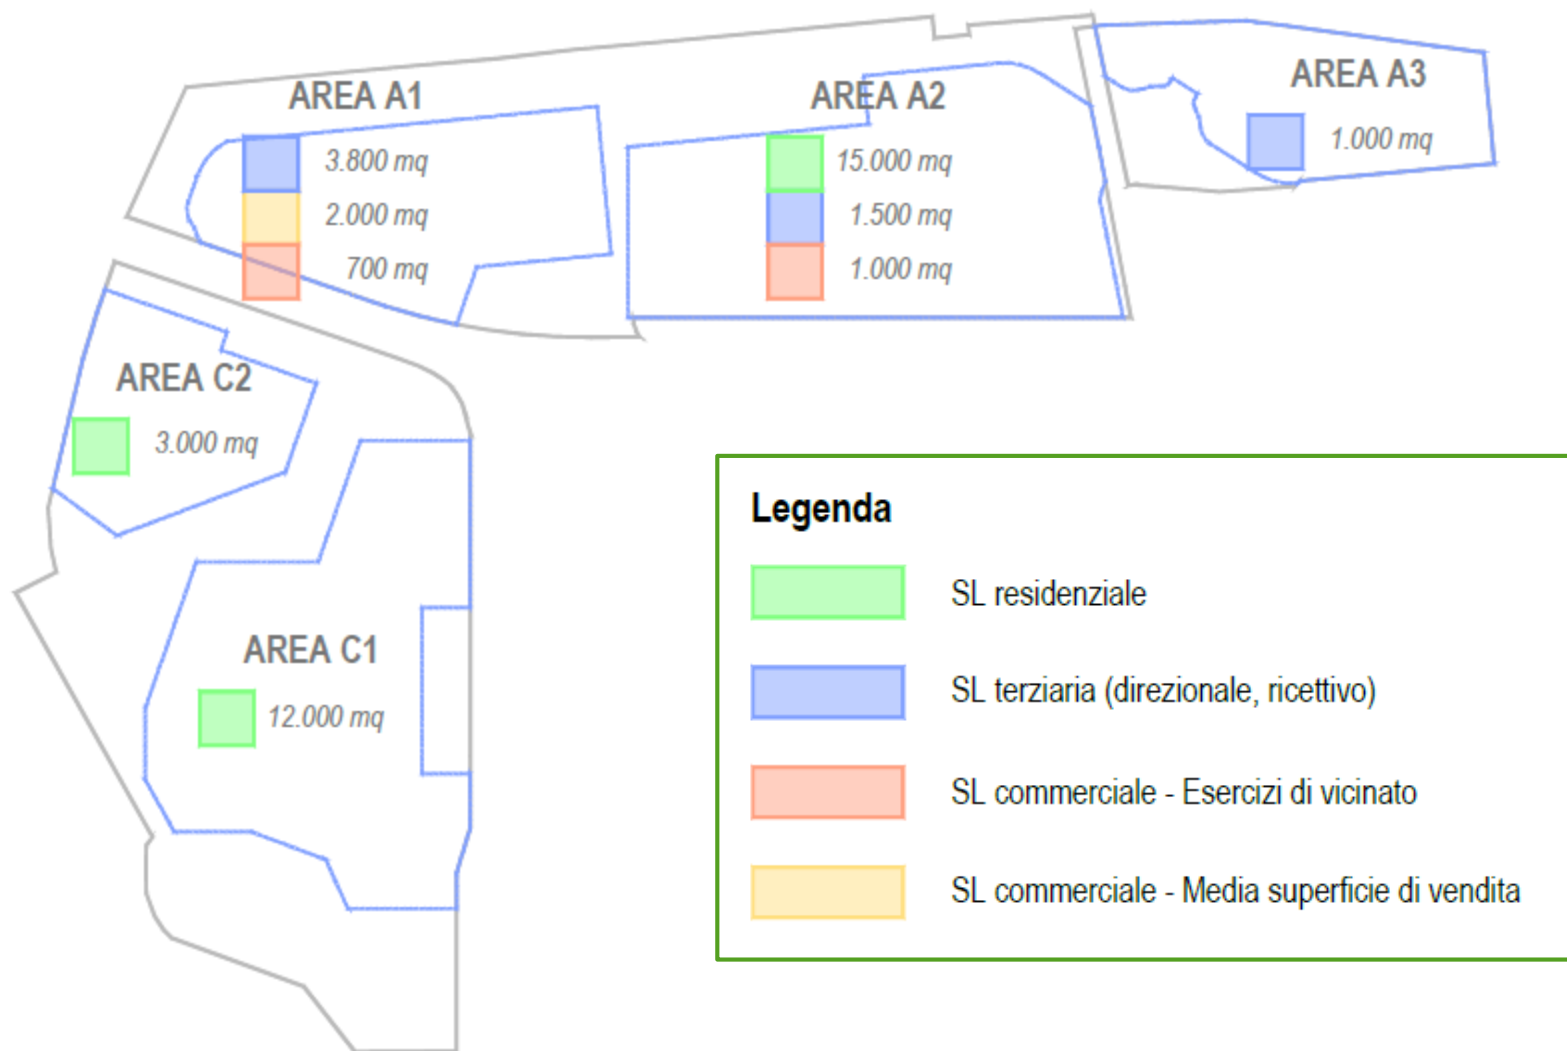 AREA A1
3.800 mq
2.000 mq
700 mq
AREA A2
15.000 mq
1.500 mq
1.000 mq
AREA A3
1.000 mq
AREA C2
3.000 mq
AREA C1
12.000 mq
Legenda
SL residenziale
SL terziaria (direzionale, ricettivo)
SL commerciale - Esercizi di vicinato
SL commerciale - Media superficie di vendita